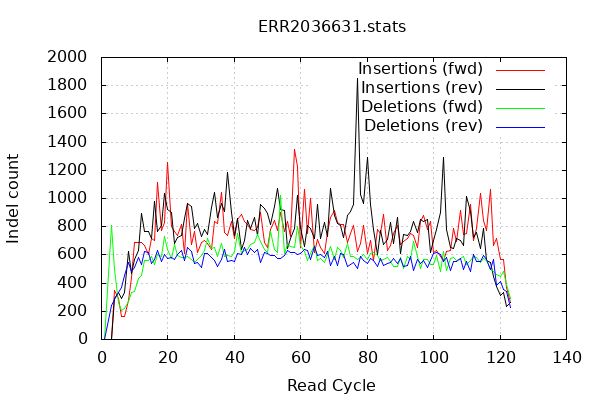 ERR2036631.stats
Insertions (fwd)
Insertions (rev)
Deletions (fwd)
Deletions (rev)
2000
1800
1600
1400
1200
1000
800
600
400
200
0
Indel count
0 20 40 60 80 100 120 140
Read Cycle